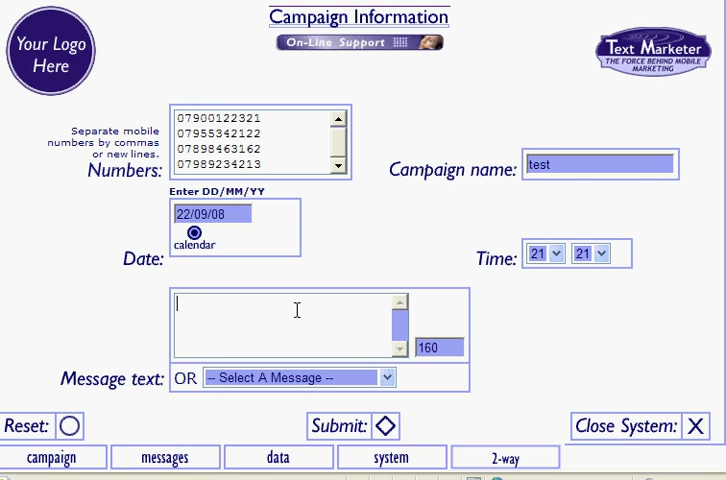 Campaign Information
Your Logo
Here
On-Line Support
Text Marketer
THE FORCE BEHIND MOBILE
MARKETING
Separate mobile
numbers by commas
or new lines.
Numbers:
07900122321
07955342122
07898463162
07989234213
Campaign name:
test
Enter DD/MM/YY
22/09/08
calendar
Date:
Time:
21
21
160
Message text:
OR
-- Select A Message --
Reset:
Submit:
Close System:
X
campaign
messages
data
system
2-way